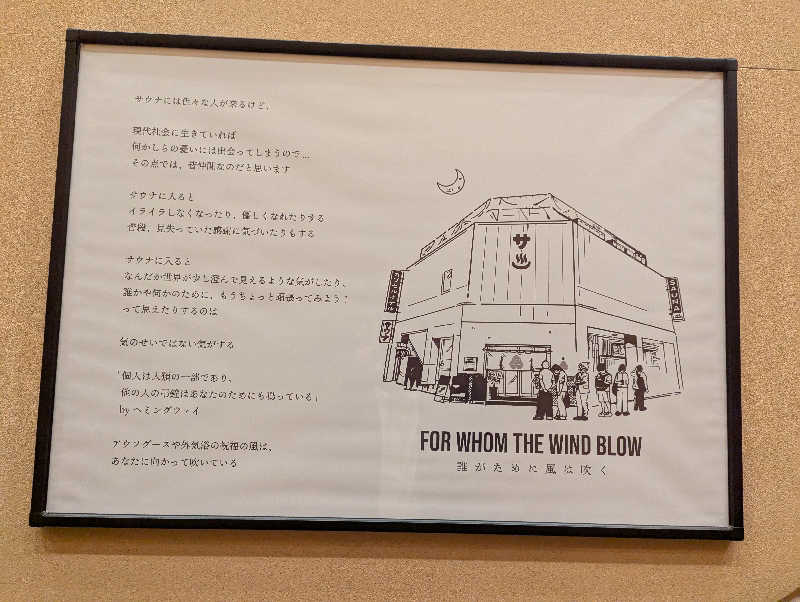 サウナには色々な人が来るけど、
現代社会に生きていれば
何かしらの憂いには出会ってしまうので…
その点では、皆仲間なのだと思います
サウナに入ると
イライラしなくなったり、優しくなれたりする
普段、見失っていた感謝に気づいたりもする
サウナに入ると
なんだか世界が少し澄んで見えるような気がしたり、
誰かや何かのために、もうちょっと頑張ってみよう！
って思えたりするのは
気のせいではない気がする
「個人は人類の一部であり、
他の人の弔鐘はあなたのためにも鳴っている」
by ヘミングウェイ
アウフグースや外気浴の祝福の風は、
あなたに向かって吹いている
サ
SAUNA
FOR WHOM THE WIND BLOW
誰がために風は吹く